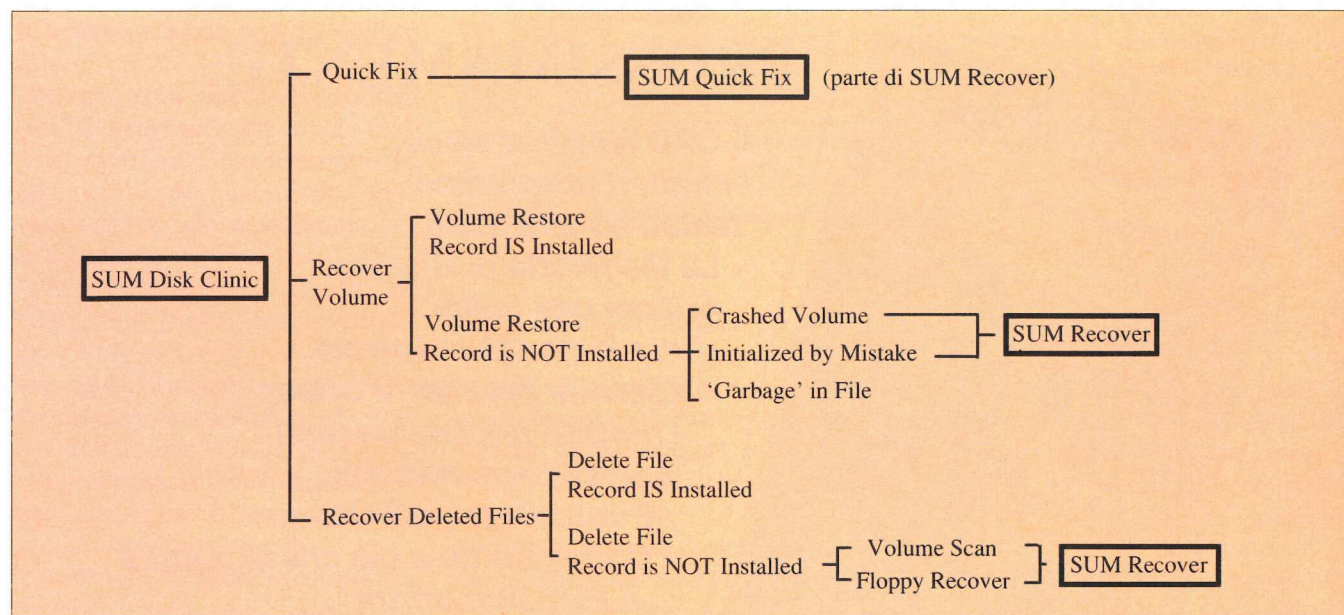 Quick Fix
SUM Quick Fix (parte di SUM Recover)
SUM Disk Clinic
Recover
Volume
Volume Restore
Record IS Installed
Volume Restore
Record is NOT Installed
Crashed Volume
Initialized by Mistake
‘Garbage’ in File
SUM Recover
Recover Deleted Files
Delete File
Record IS Installed
Delete File
Record is NOT Installed
Volume Scan
Floppy Recover
SUM Recover